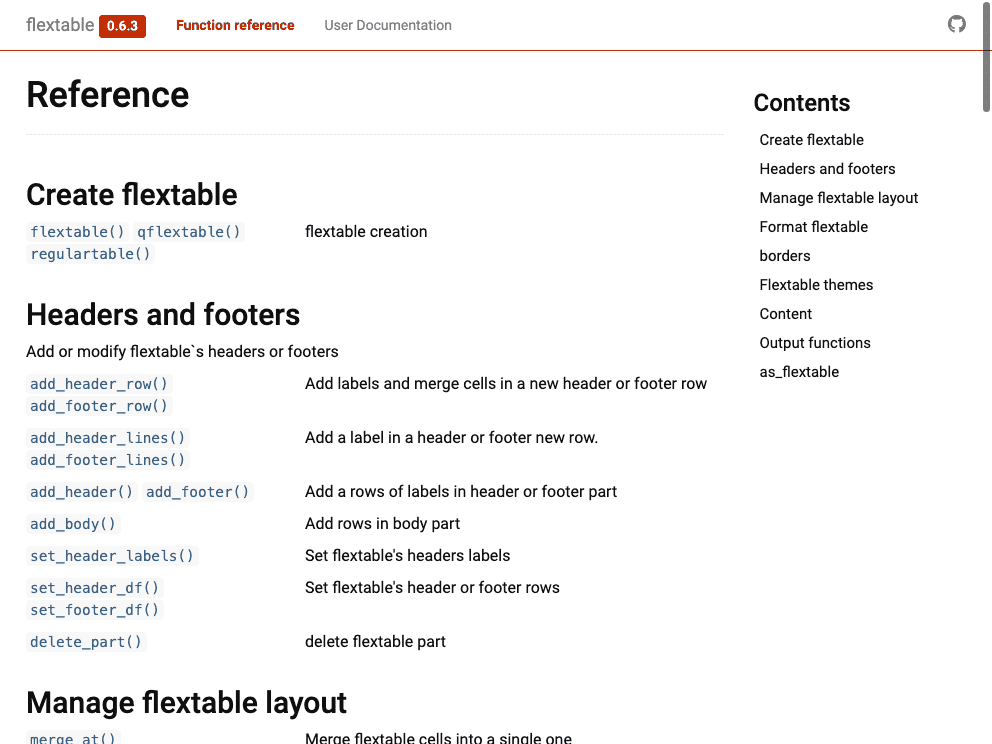 flextable 0.6.3 Function reference User Documentation
Reference
Create flextable
flextable() qflextable() flextable creation
regulartable()
Headers and footers
Add or modify flextable`s headers or footers
add_header_row() Add labels and merge cells in a new header or footer row
add_footer_row()
add_header_lines() Add a label in a header or footer new row.
add_footer_lines()
add_header() add_footer() Add a rows of labels in header or footer part
add_body() Add rows in body part
set_header_labels() Set flextable's headers labels
set_header_df() Set flextable's header or footer rows
set_footer_df()
delete_part() delete flextable part
Manage flextable layout
merge_at() Merge flextable cells into a single one
Contents
Create flextable
Headers and footers
Manage flextable layout
Format flextable
borders
Flextable themes
Content
Output functions
as_flextable